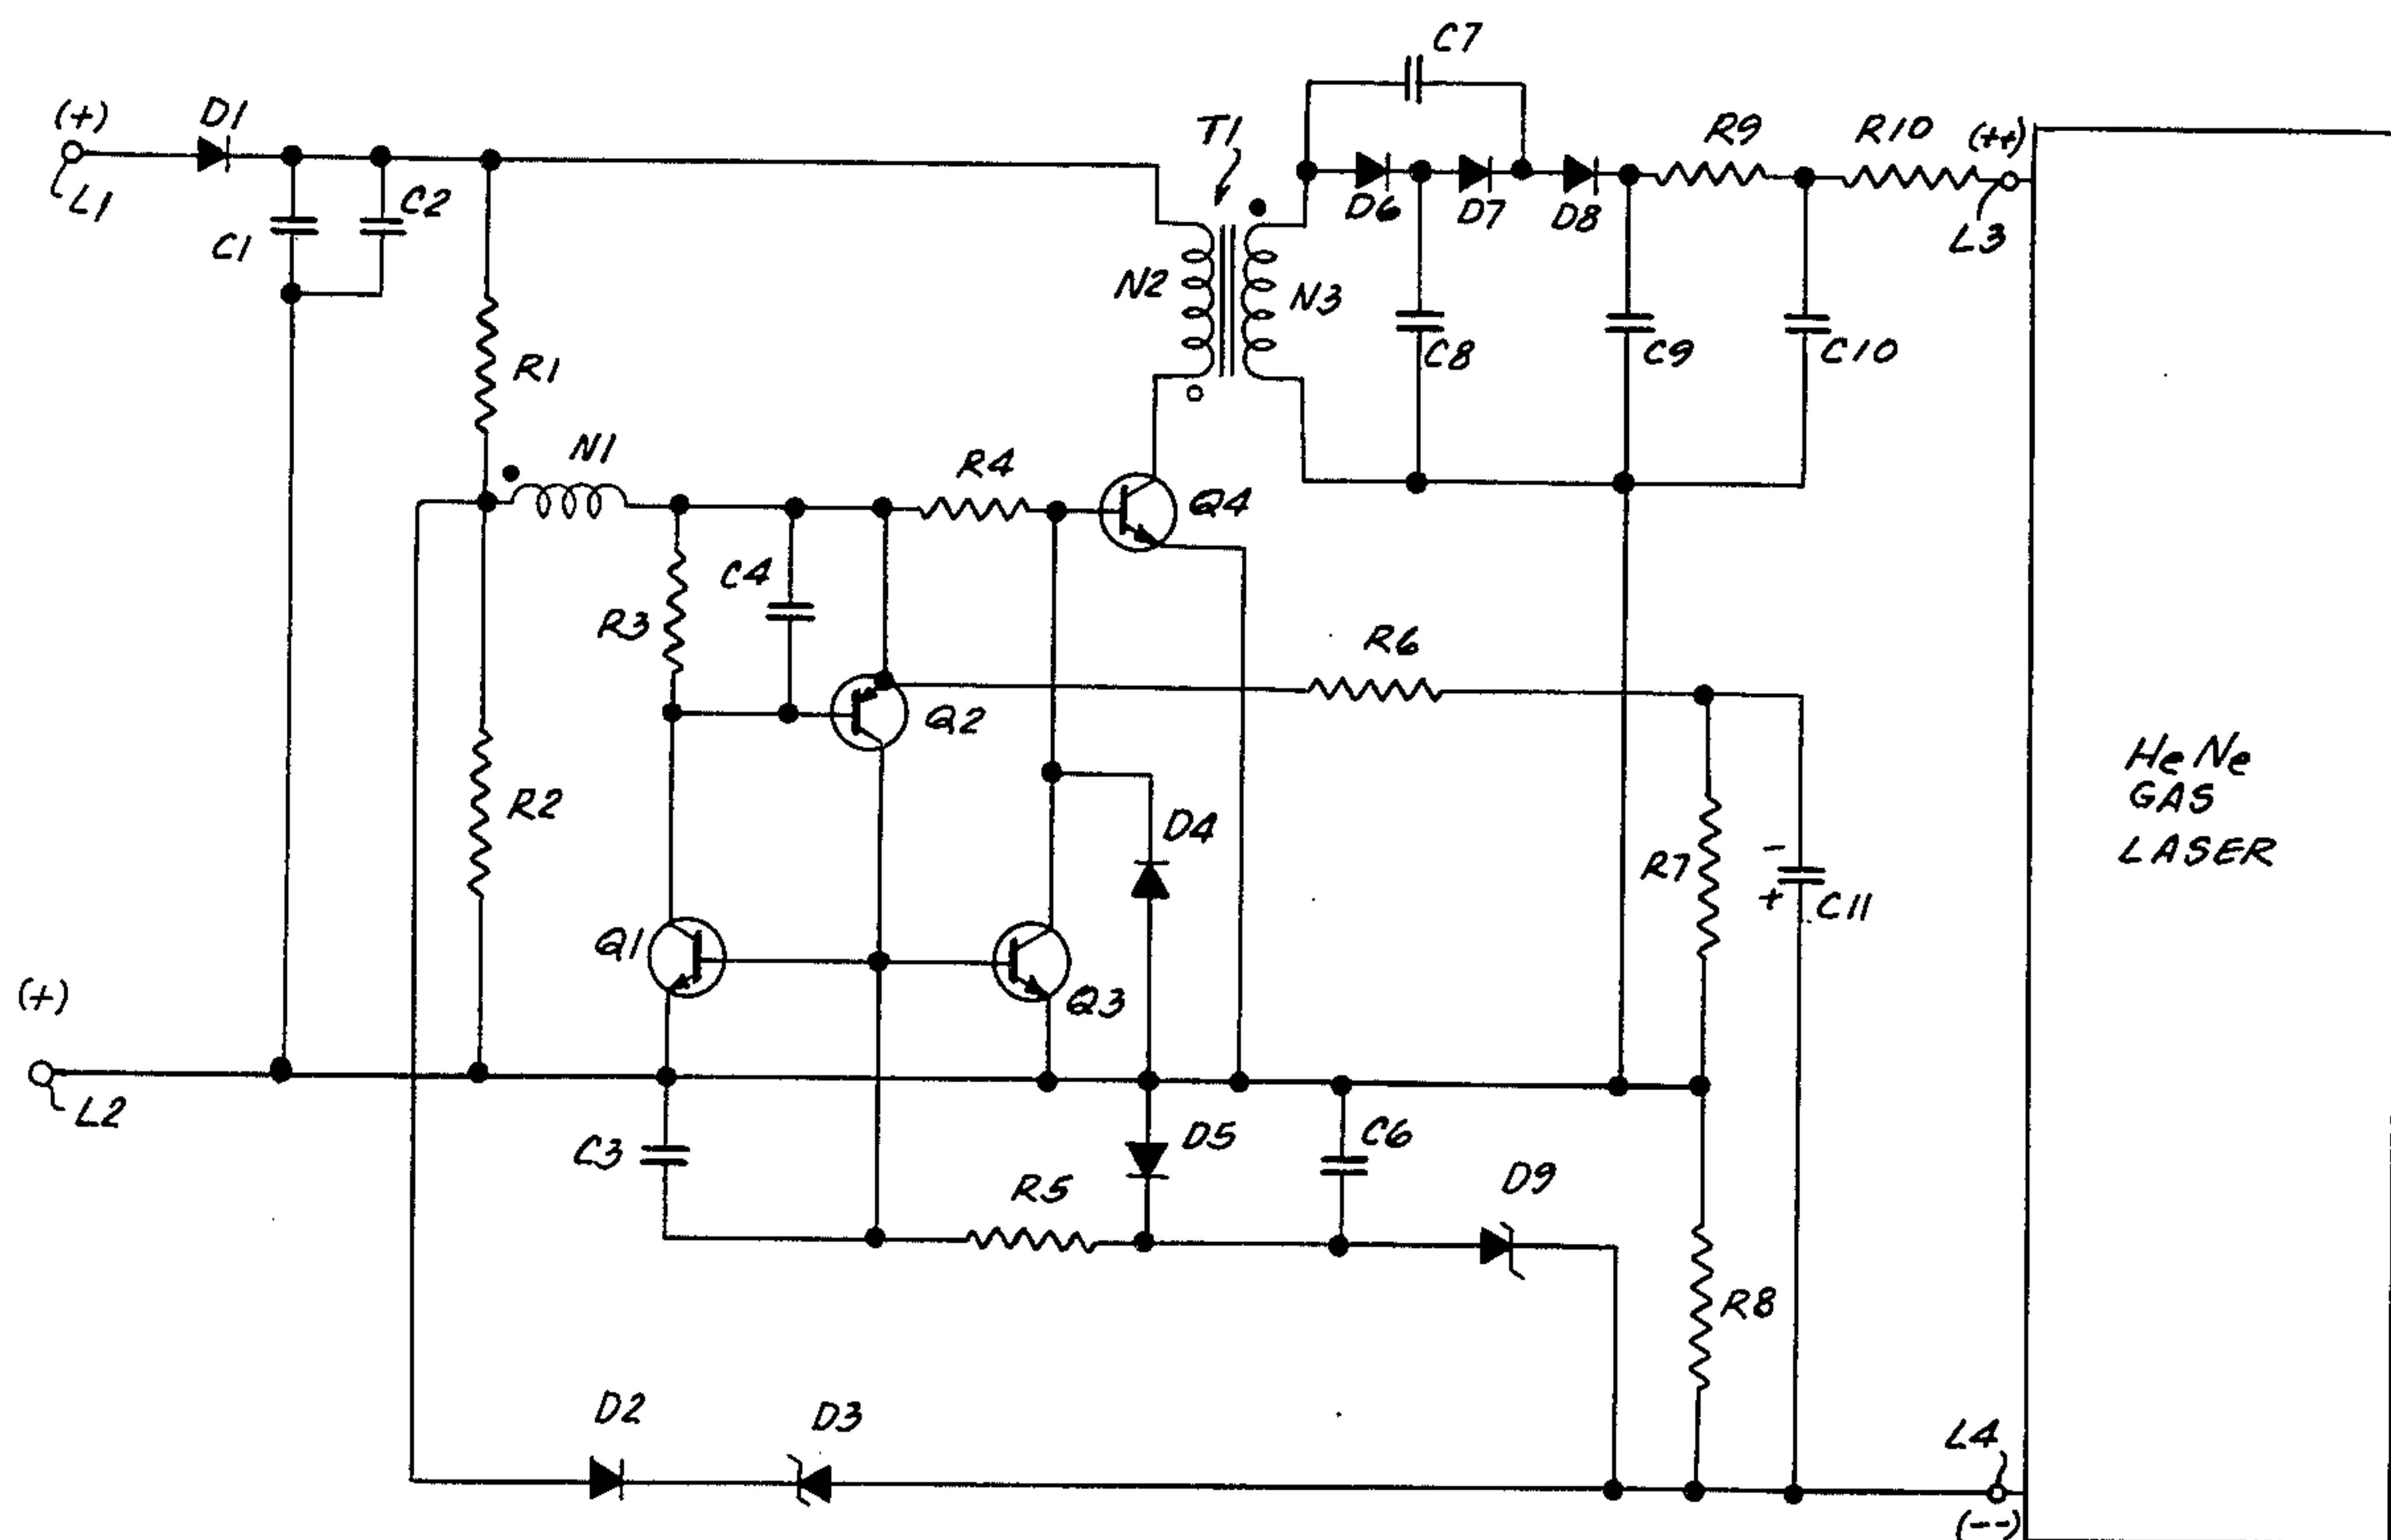 C7
(+)
D1
T1
R9
R10
(++)
L1
C1
C2
D6
D7
D8
L3
N2
N3
C8
C9
C10
R1
N1
R4
Q4
C4
R3
R6
Q2
HeNe
GAS
LASER
R2
D4
R7
-
+
C11
Q1
Q3
(+)
L2
C3
D5
C6
R5
D9
R8
D2
D3
L4
(--)